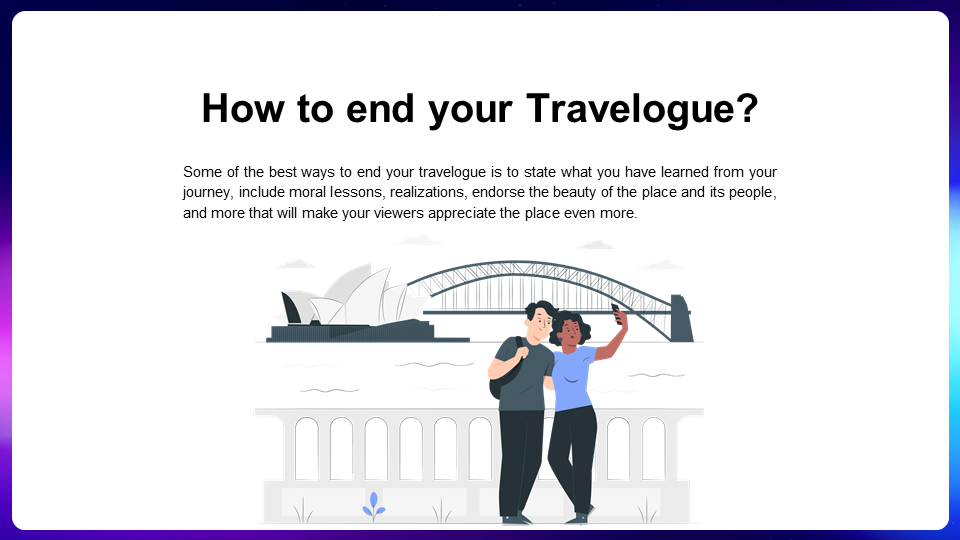 How to end your Travelogue?
Some of the best ways to end your travelogue is to state what you have learned from your
journey, include moral lessons, realizations, endorse the beauty of the place and its people,
and more that will make your viewers appreciate the place even more.